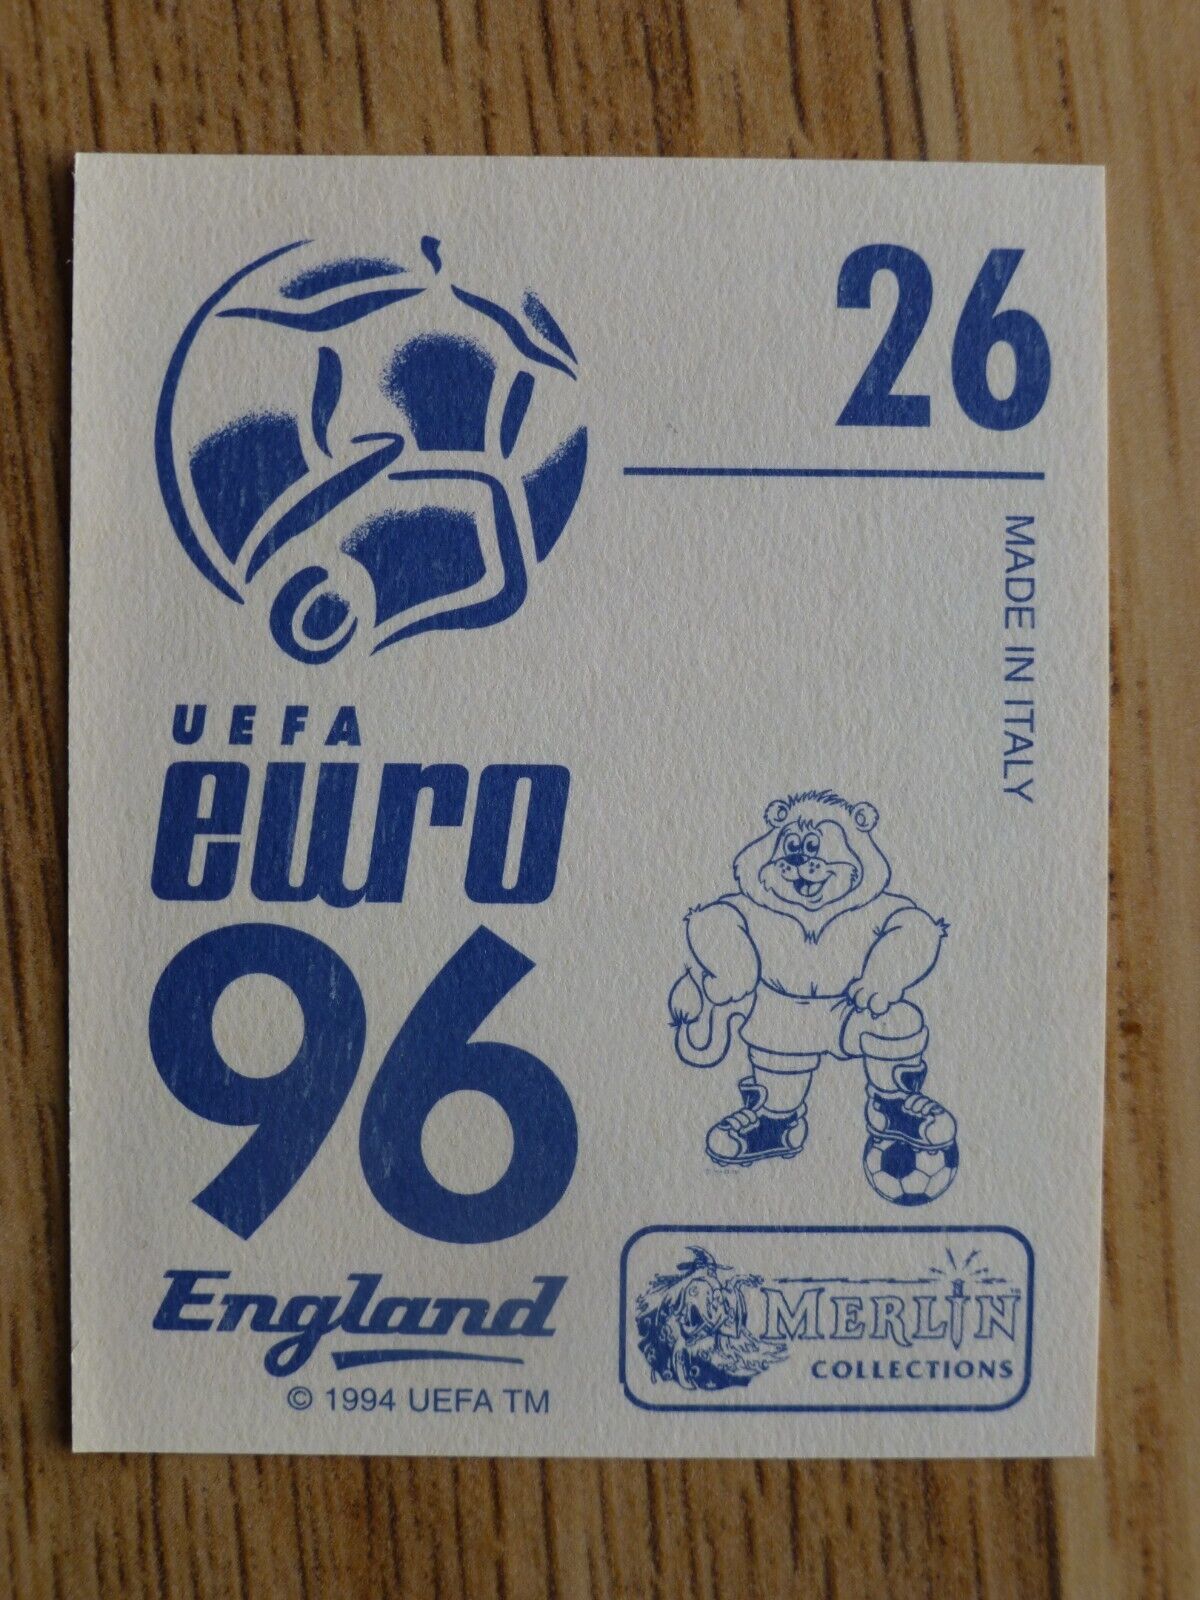 26
MADE IN ITALY
UEFA
euro
96
England
© 1994 UEFA TM
MERLIN
COLLECTIONS